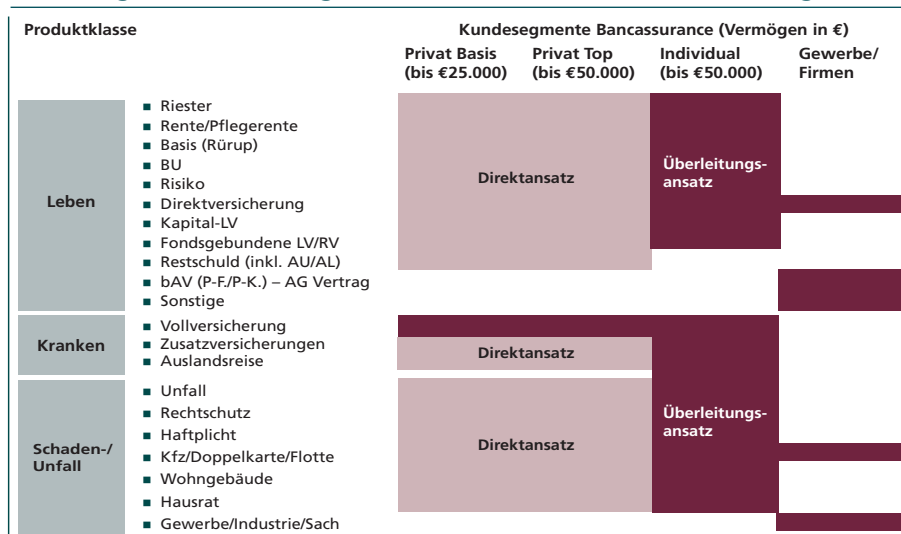 Produktklasse
Kundesegmente Bancassurance (Vermögen in €)
Privat Basis
(bis €25.000)
Privat Top
(bis €50.000)
Individual
(bis €50.000)
Gewerbe/
Firmen
Leben
■ Riester
■ Rente/Pflegerente
■ Basis (Rürup)
■ BU
■ Risiko
■ Direktversicherung
■ Kapital-LV
■ Fondsgebundene LV/RV
■ Restschuld (inkl. AU/AL)
■ bAV (P-F./P-K.) – AG Vertrag
■ Sonstige
Direktansatz
Überleitungs-
ansatz
Kranken
■ Vollversicherung
■ Zusatzversicherungen
■ Auslandsreise
Direktansatz
Schaden-/
Unfall
■ Unfall
■ Rechtschutz
■ Haftplicht
■ Kfz/Doppelkarte/Flotte
■ Wohngebäude
■ Hausrat
■ Gewerbe/Industrie/Sach
Direktansatz
Überleitungs-
ansatz